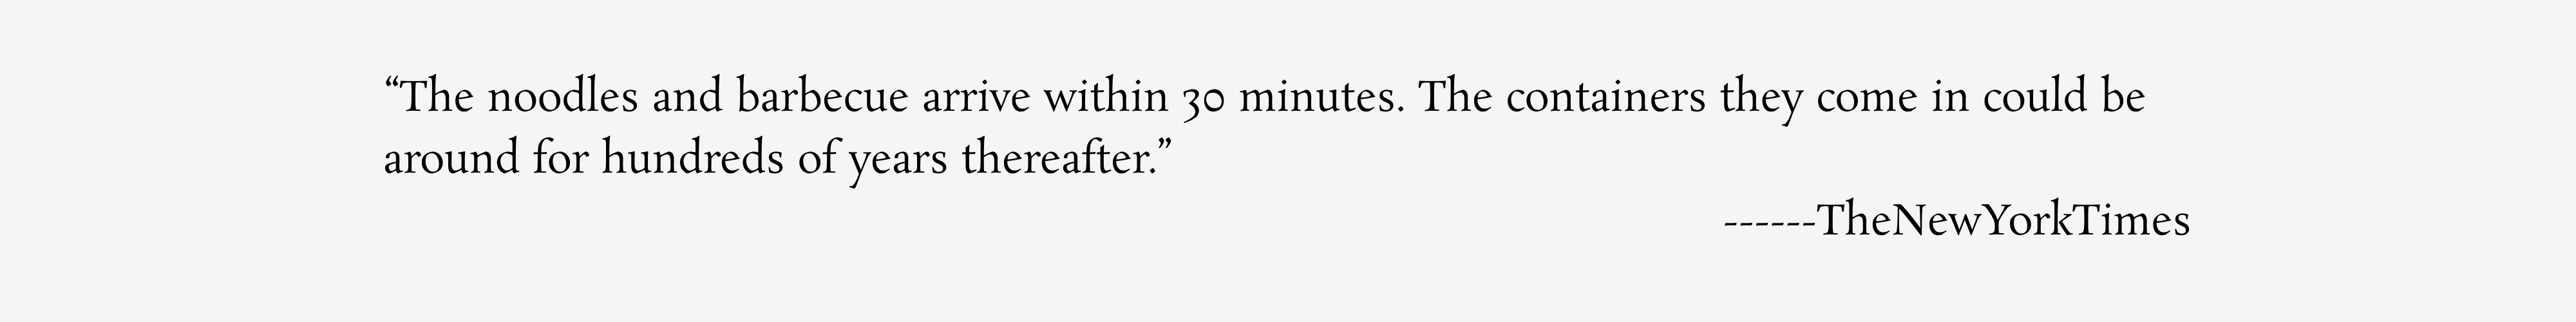 “The noodles and barbecue arrive within 30 minutes. The containers they come in could be
around for hundreds of years thereafter.”
------TheNewYorkTimes